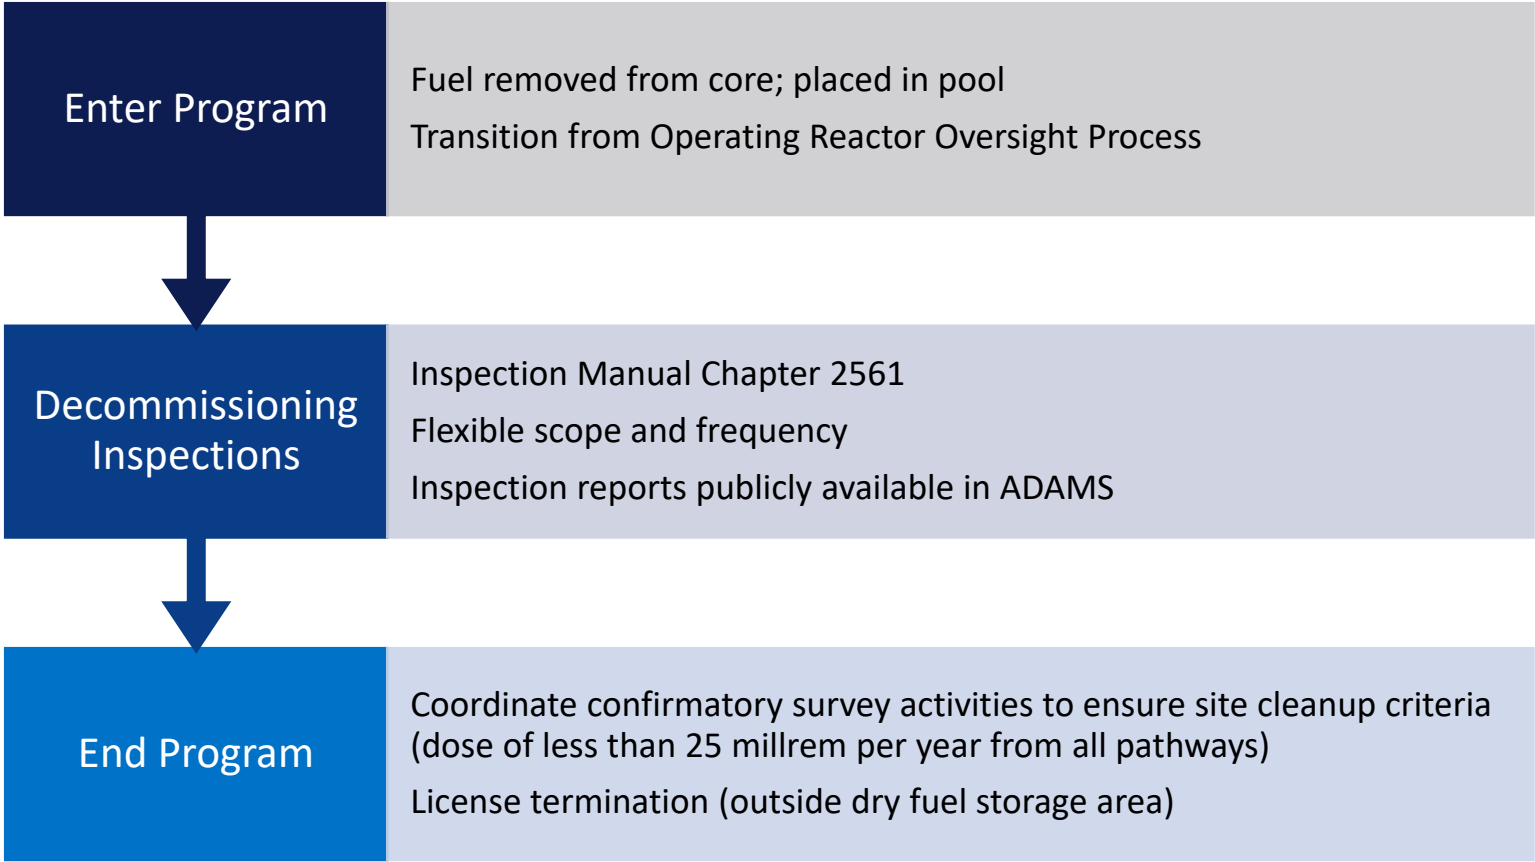 Enter Program
Fuel removed from core; placed in pool
Transition from Operating Reactor Oversight Process
Decommissioning
Inspections
Inspection Manual Chapter 2561
Flexible scope and frequency
Inspection reports publicly available in ADAMS
End Program
Coordinate confirmatory survey activities to ensure site cleanup criteria
(dose of less than 25 millrem per year from all pathways)
License termination (outside dry fuel storage area)